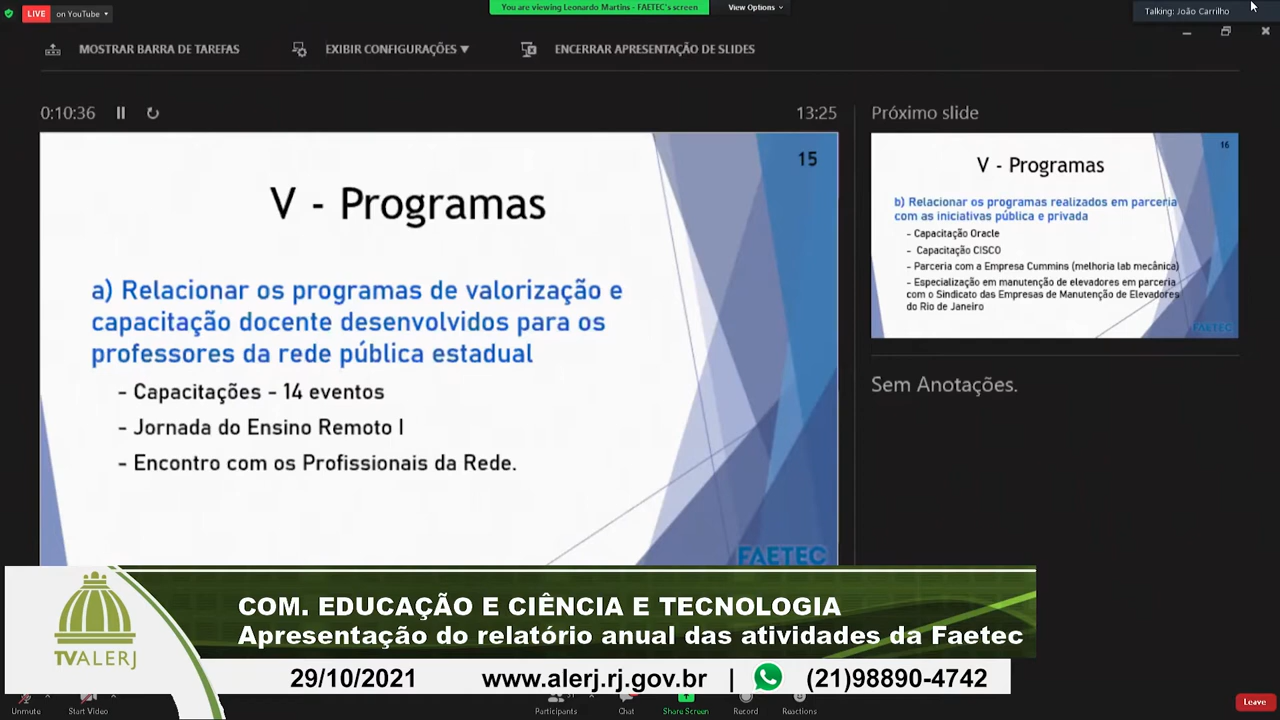 LIVE
on YouTube
You are viewing Leonardo Martins - FAETEC's screen
View Options
Talking: João Carrilho
MOSTRAR BARRA DE TAREFAS
EXIBIR CONFIGURAÇÕES
ENCERRAR APRESENTAÇÃO DE SLIDES
0:10:36
13:25
15
V - Programas
a) Relacionar os programas de valorização e
capacitação docente desenvolvidos para os
professores da rede pública estadual
- Capacitações - 14 eventos
- Jornada do Ensino Remoto I
- Encontro com os Profissionais da Rede.
FAETEC
Próximo slide
16
V - Programas
b) Relacionar os programas realizados em parceria
com as iniciativas pública e privada
- Capacitação Oracle
- Capacitação CISCO
- Parceria com a Empresa Cummins (melhoria lab mecânica)
- Especialização em manutenção de elevadores em parceria
com o Sindicato das Empresas de Manutenção de Elevadores
do Rio de Janeiro
FAETEC
Sem Anotações.
TVALERJ
COM. EDUCAÇÃO E CIÊNCIA E TECNOLOGIA
Apresentação do relatório anual das atividades da Faetec
29/10/2021 www.alerj.rj.gov.br | (21)98890-4742
Unmute
Start Video
Participants
Chat
Share Screen
Record
Reactions
Leave